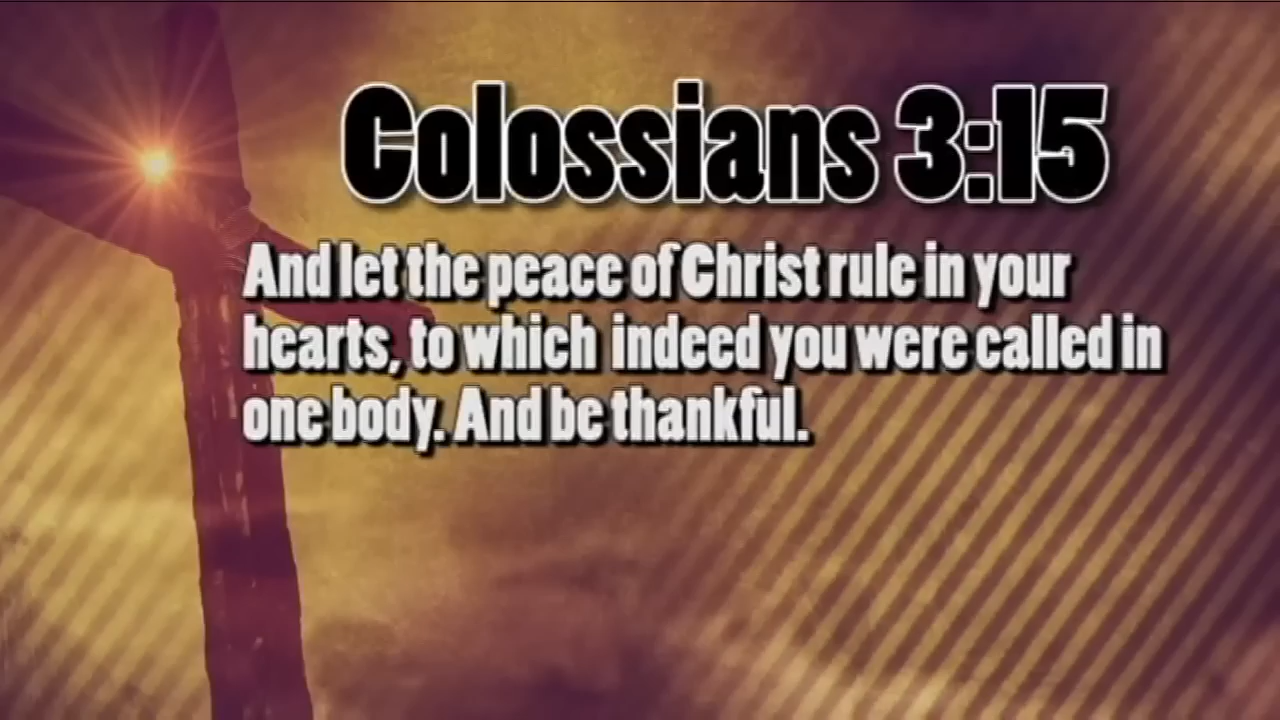 Colossians 3:15
And let the peace of Christ rule in your
hearts, to which indeed you were called in
one body. And be thankful.